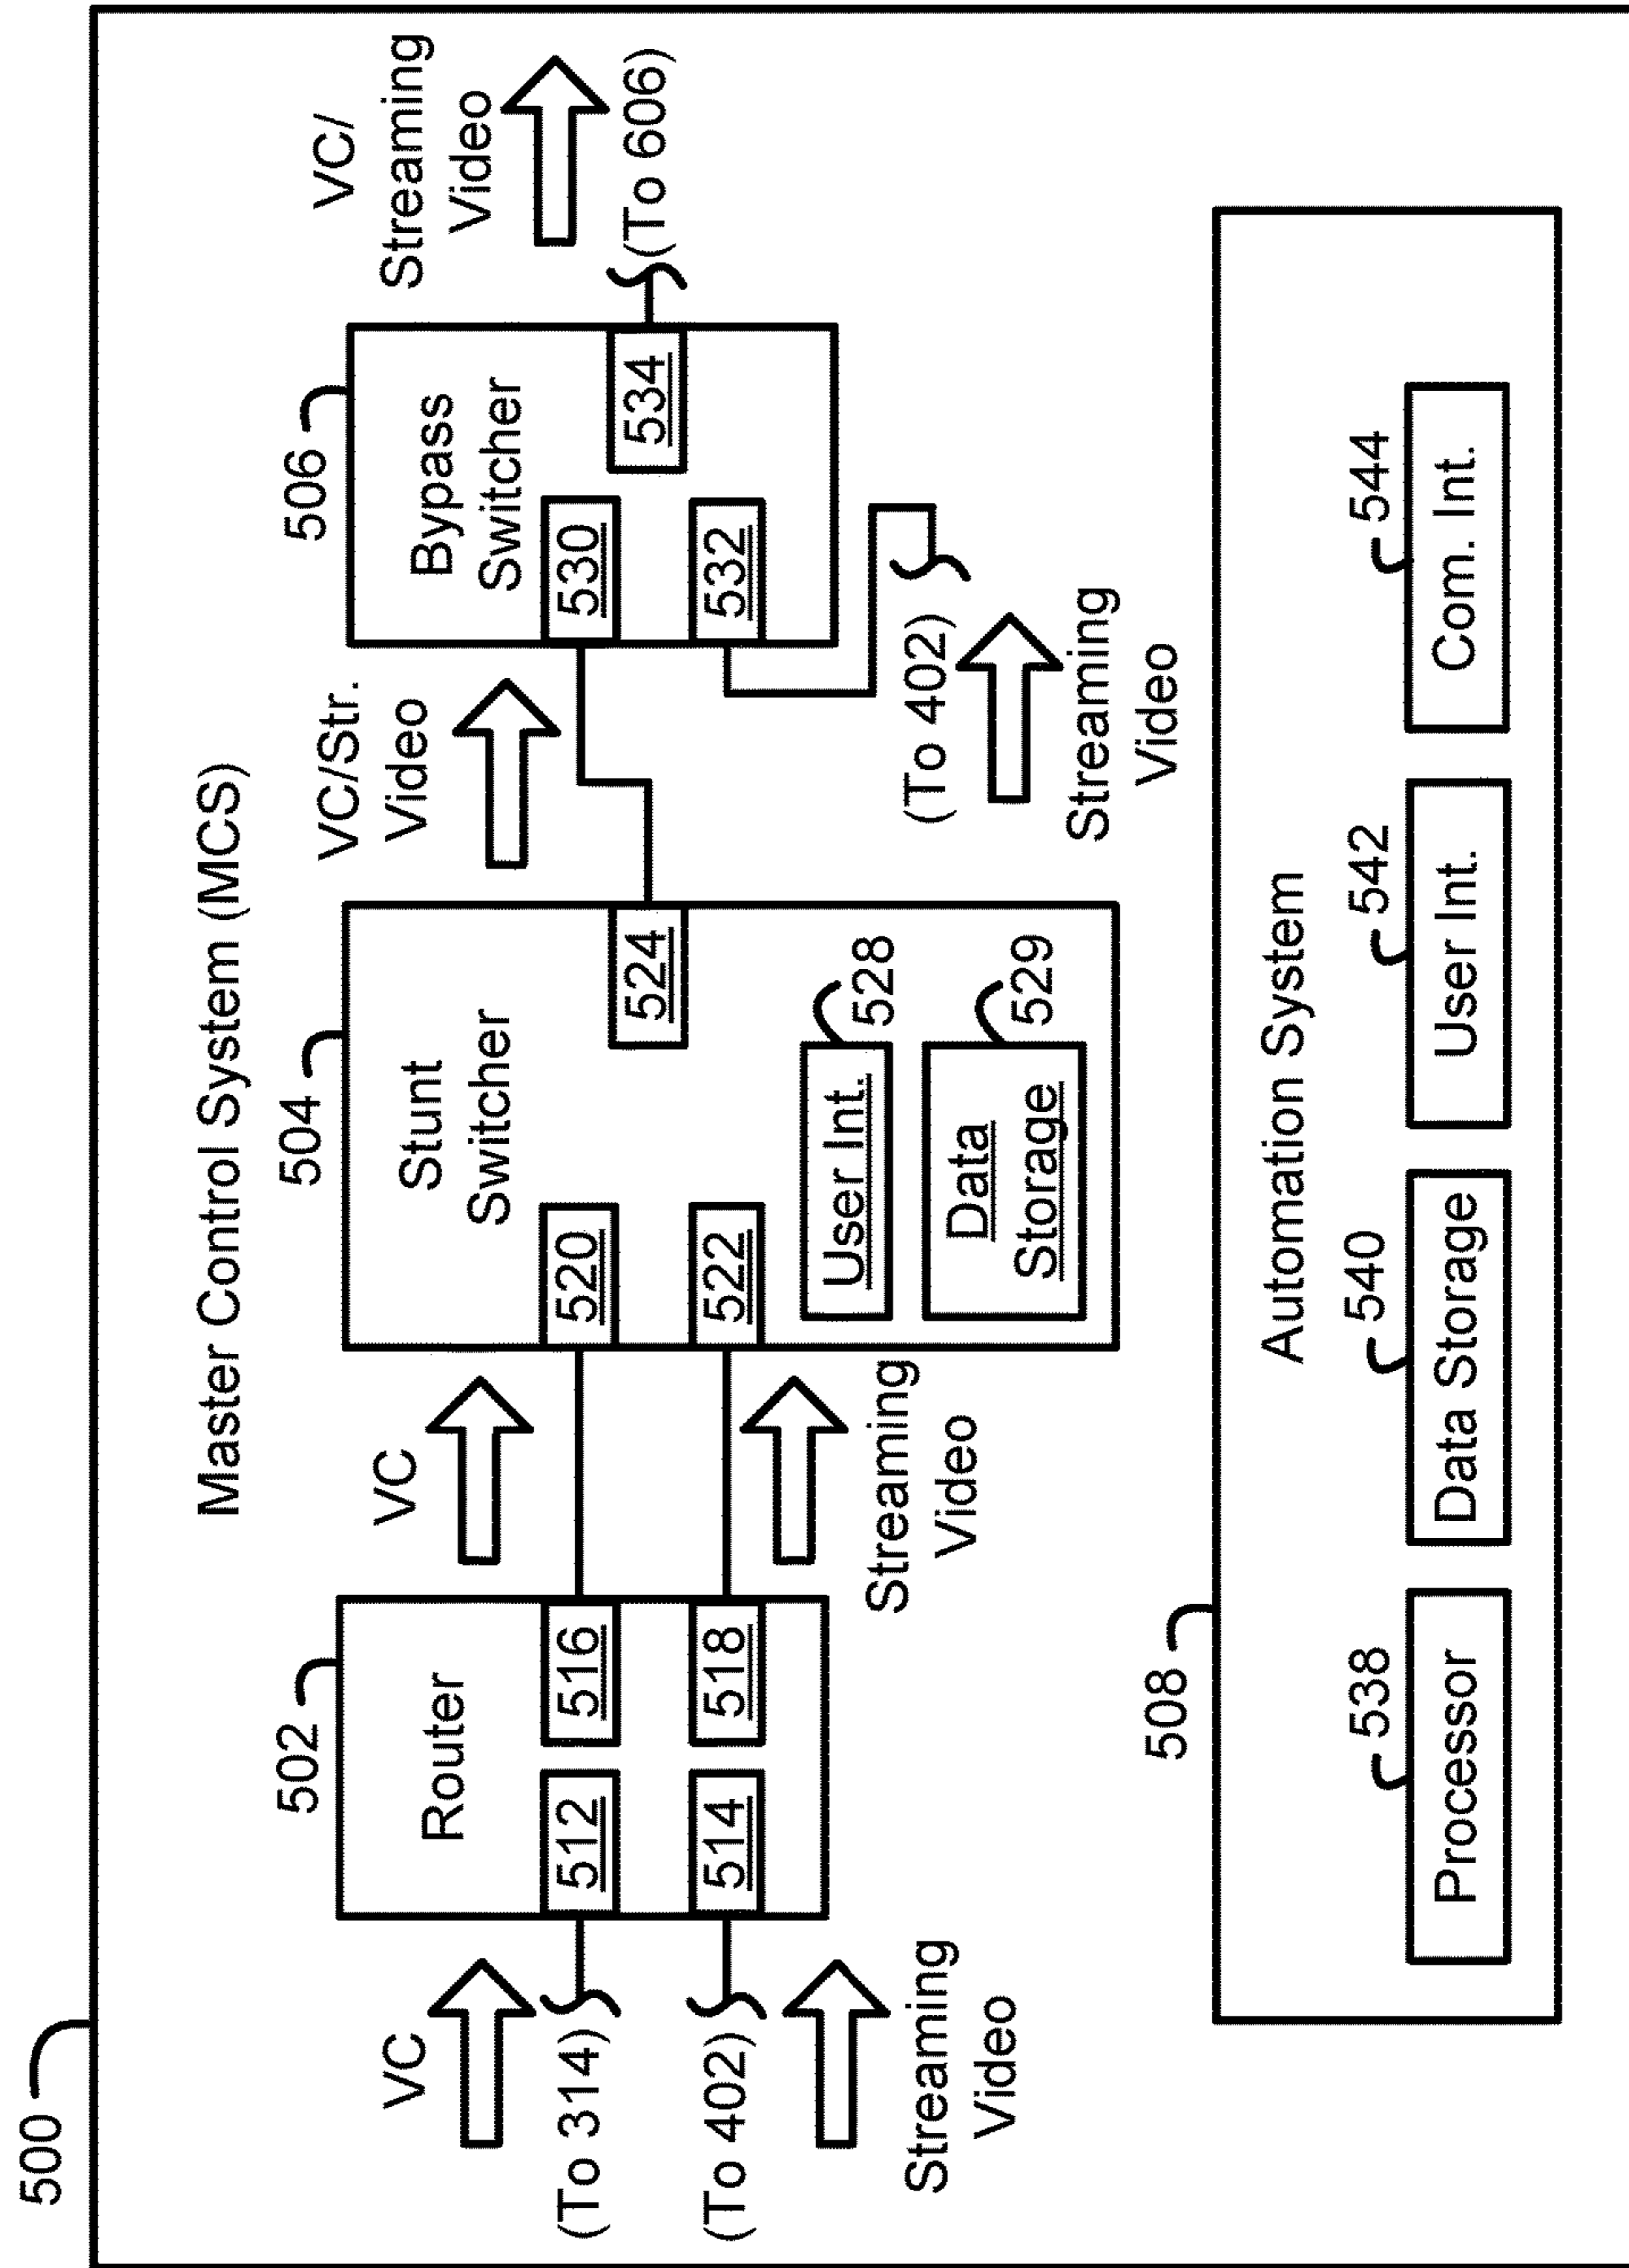 500
Master Control System (MCS)
502
Router
512
514
516
518
VC
(To 314)
(To 402)
Streaming
Video
VC
Streaming
Video
504
Stunt
Switcher
520
522
524
User Int.
528
Data
Storage
529
VC/Str.
Video
506
Bypass
Switcher
530
532
534
(To 402)
Streaming
Video
VC/
Streaming
Video
(To 606)
508
Automation System
538
Processor
540
Data Storage
542
User Int.
544
Com. Int.